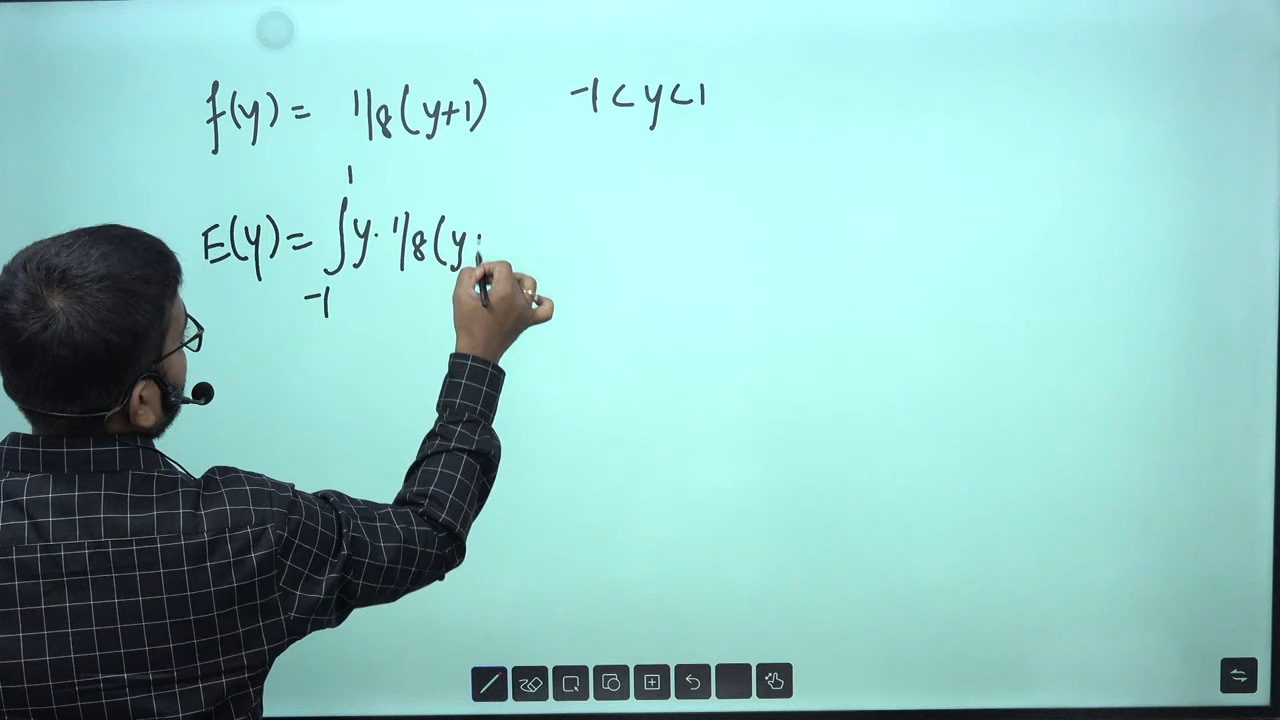 f(y) = 1/8(y+1) -1<y<1
E(y) = ∫ y. 1/8(y
1
-1